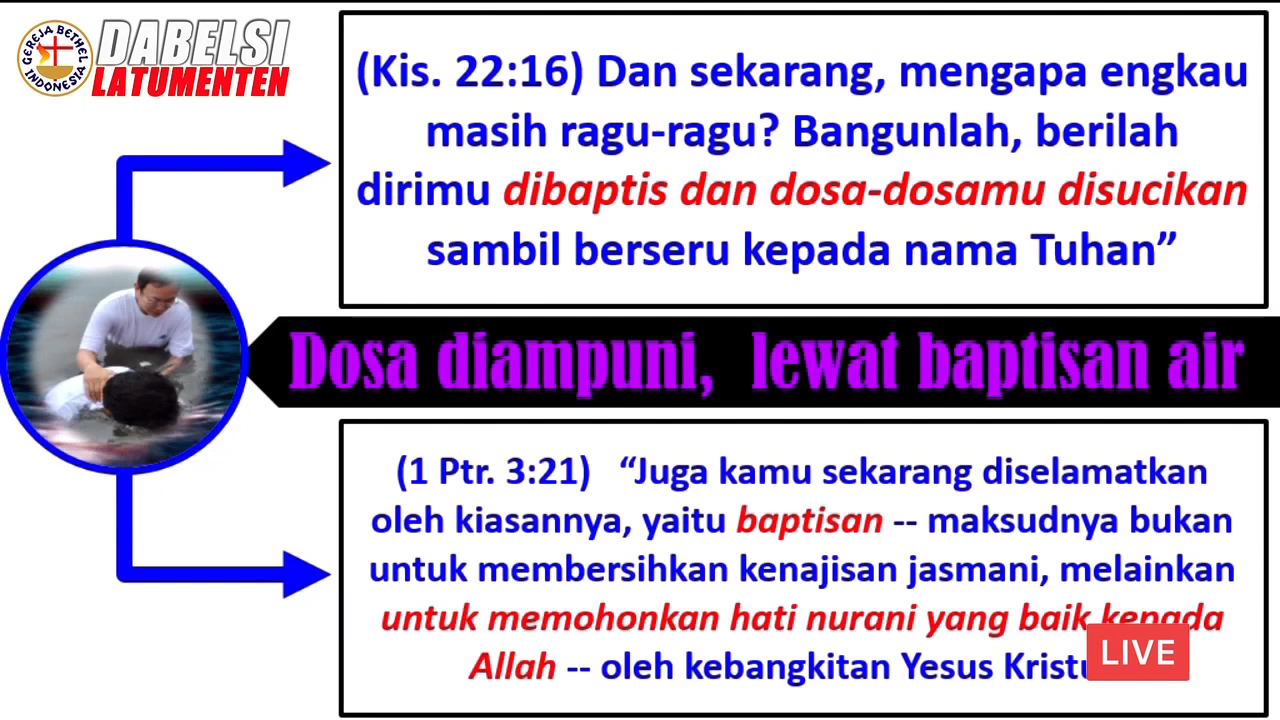 GEREJA BETHEL INDONESIA
DABELSI
LATUMENTEN
(Kis. 22:16) Dan sekarang, mengapa engkau
masih ragu-ragu? Bangunlah, berilah
dirimu dibaptis dan dosa-dosamu disucikan
sambil berseru kepada nama Tuhan”
Dosa diampuni, lewat baptisan air
(1 Ptr. 3:21) “Juga kamu sekarang diselamatkan
oleh kiasannya, yaitu baptisan -- maksudnya bukan
untuk membersihkan kenajisan jasmani, melainkan
untuk memohonkan hati nurani yang baik kepada
Allah -- oleh kebangkitan Yesus
LIVE